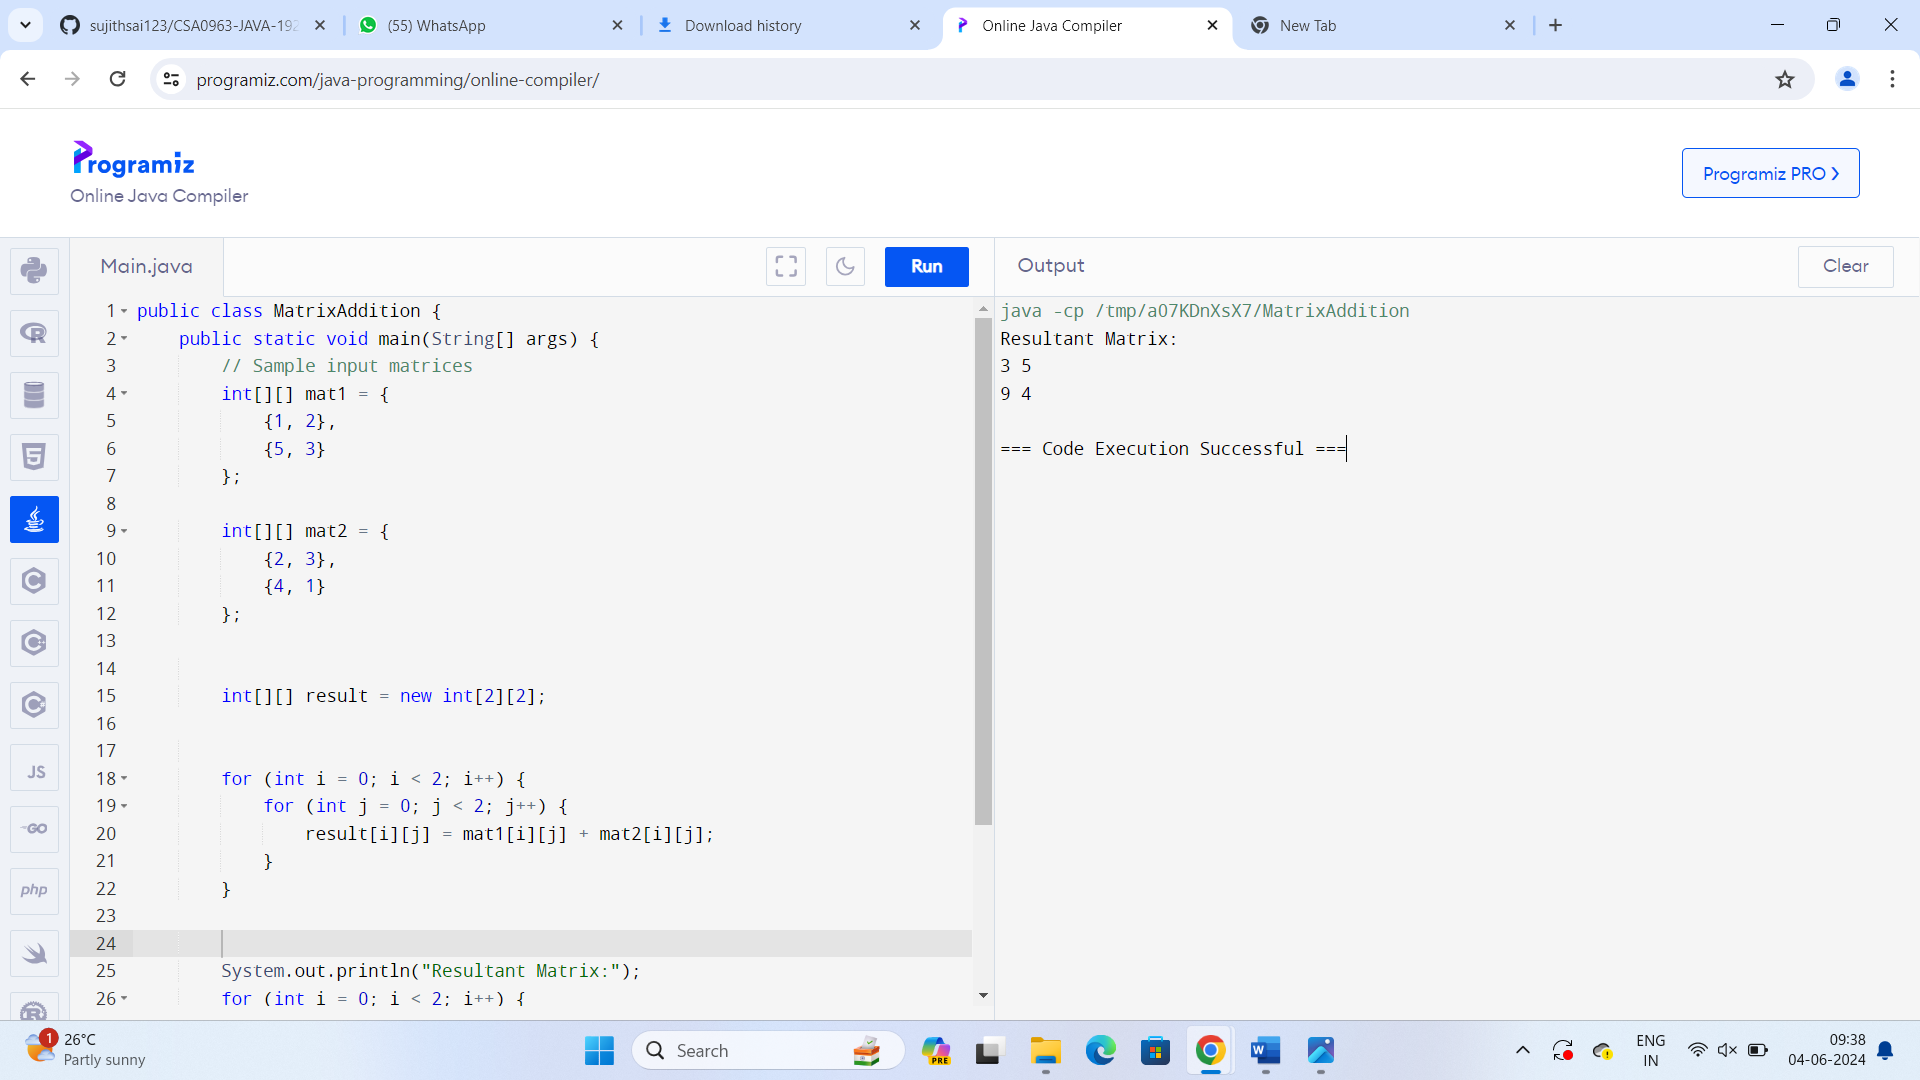 sujithsai123/CSA0963-JAVA-192
(55) WhatsApp
Download history
Online Java Compiler
New Tab
programiz.com/java-programming/online-compiler/
Programiz
Online Java Compiler
Programiz PRO
Main.java
Run
Output
Clear
1 public class MatrixAddition {
2     public static void main(String[] args) {
3         // Sample input matrices
4         int[][] mat1 = {
5             {1, 2},
6             {5, 3}
7         };
8
9         int[][] mat2 = {
10             {2, 3},
11             {4, 1}
12         };
13
14
15         int[][] result = new int[2][2];
16
17
18         for (int i = 0; i < 2; i++) {
19             for (int j = 0; j < 2; j++) {
20                 result[i][j] = mat1[i][j] + mat2[i][j];
21             }
22         }
23
24
25         System.out.println("Resultant Matrix:");
26         for (int i = 0; i < 2; i++) {
java -cp /tmp/a07KDnXsX7/MatrixAddition
Resultant Matrix:
3 5
9 4
=== Code Execution Successful ===
JS
GO
php
1
26°C
Partly sunny
Search
PRE
W
ENG
IN
09:38
04-06-2024